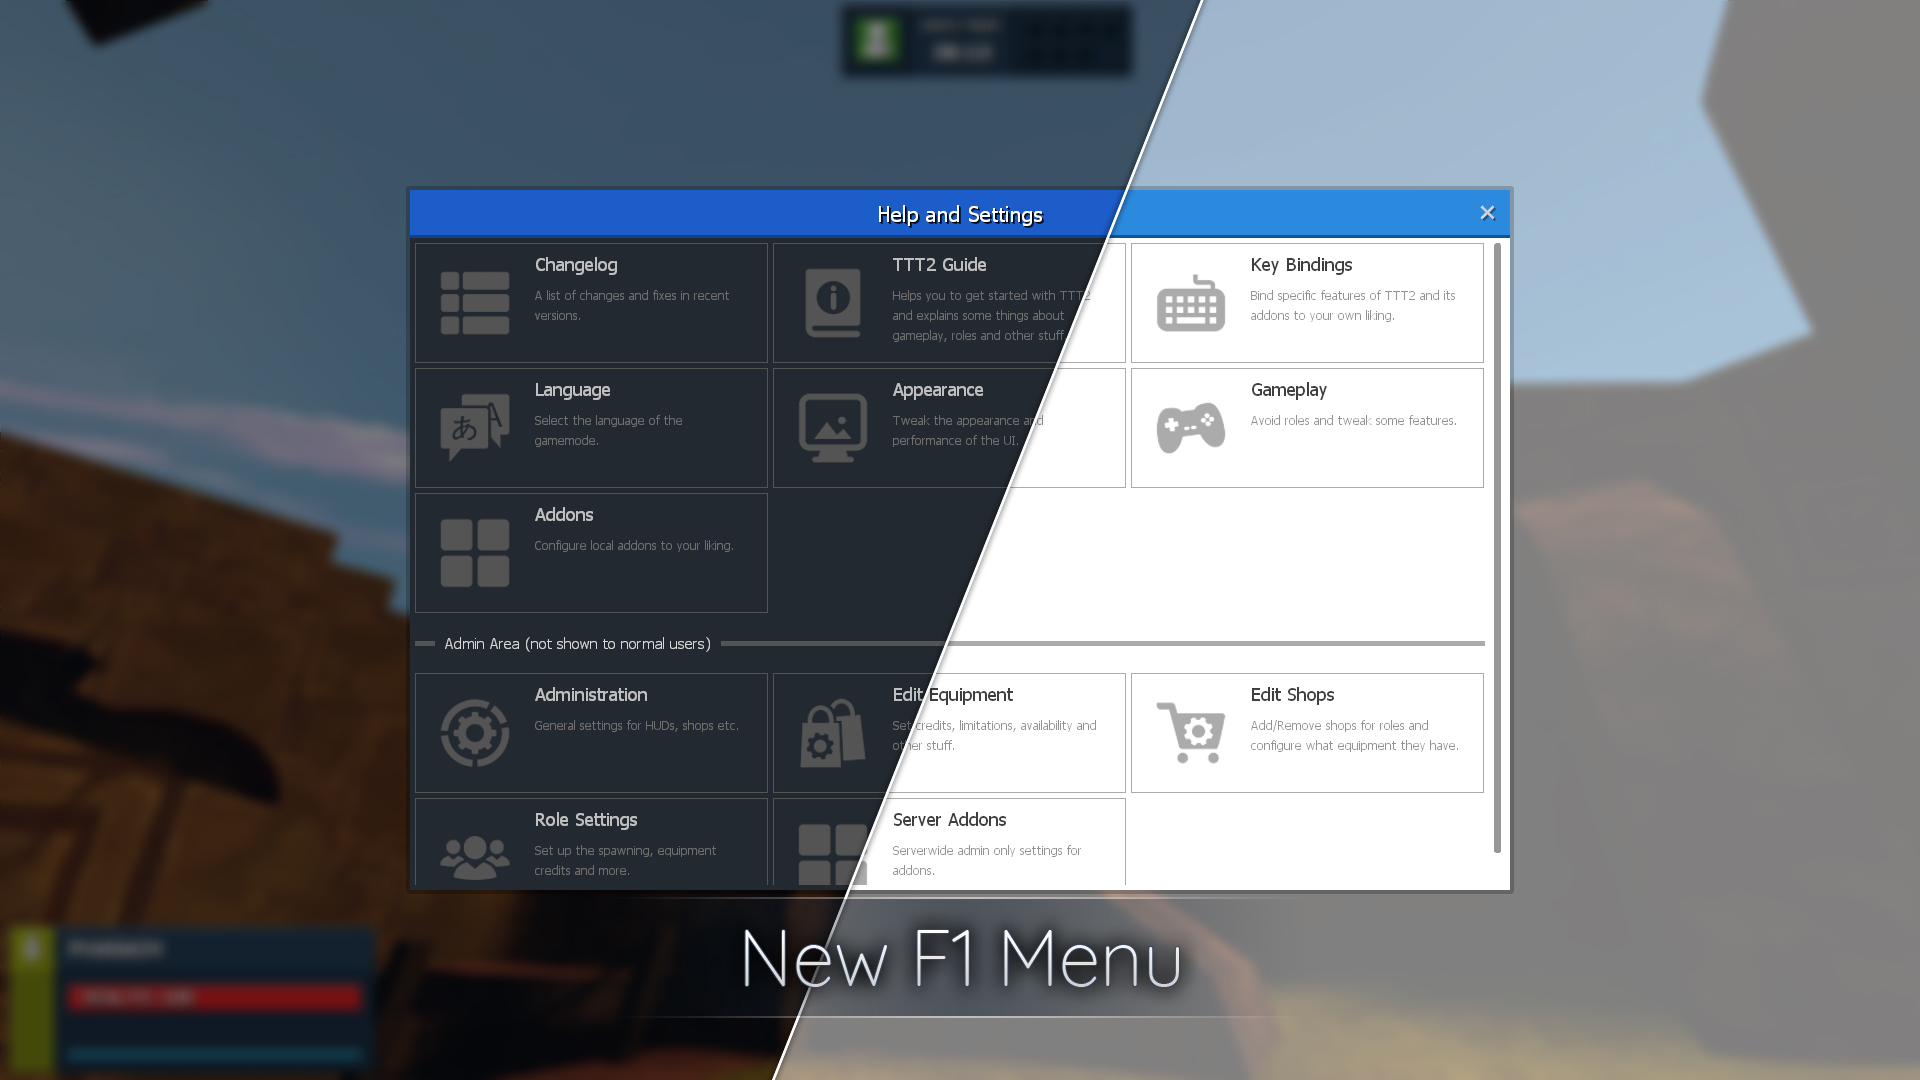 Help and Settings
Changelog
A list of changes and fixes in recent
versions.
TTT2 Guide
Helps you to get started with TTT2
and explains some things about
gameplay, roles and other stuff.
Key Bindings
Bind specific features of TTT2 and its
addons to your own liking.
Language
Select the language of the
gamemode.
あ A
Appearance
Tweak the appearance and
performance of the UI.
Gameplay
Avoid roles and tweak some features.
Addons
Configure local addons to your liking.
Admin Area (not shown to normal users)
Administration
General settings for HUDs, shops etc.
Edit Equipment
Set credits, limitations, availability and
other stuff.
Edit Shops
Add/Remove shops for roles and
configure what equipment they have.
Role Settings
Set up the spawning, equipment
credits and more.
Server Addons
Serverwide admin only settings for
addons.
New F1 Menu